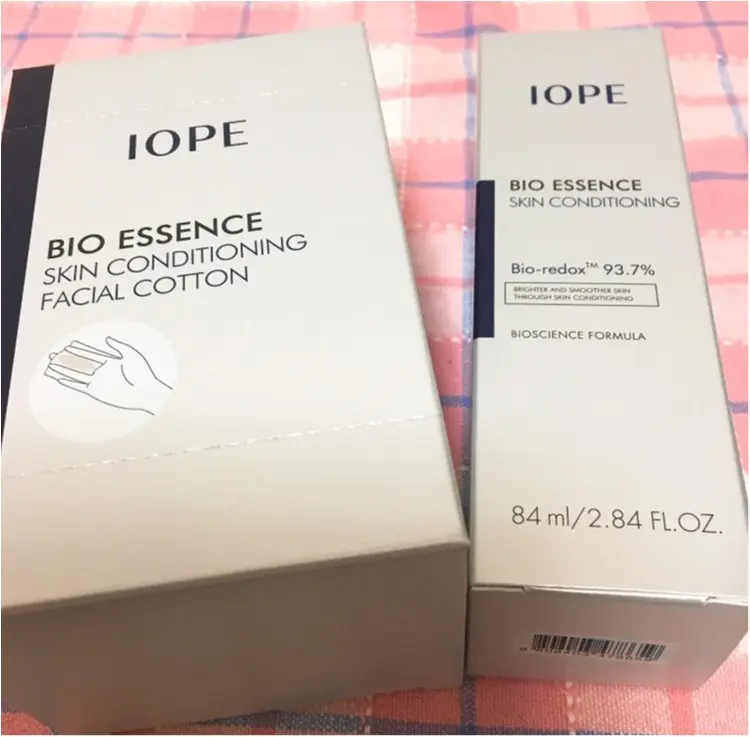 IOPE
BIO ESSENCE
SKIN CONDITIONING
FACIAL COTTON
IOPE
BIO ESSENCE
SKIN CONDITIONING
Bio-redox™ 93.7%
BRIGHTER AND SMOOTHER SKIN
THROUGH SKIN CONDITIONING
BIOSCIENCE FORMULA
84 ml/2.84 FL.OZ.